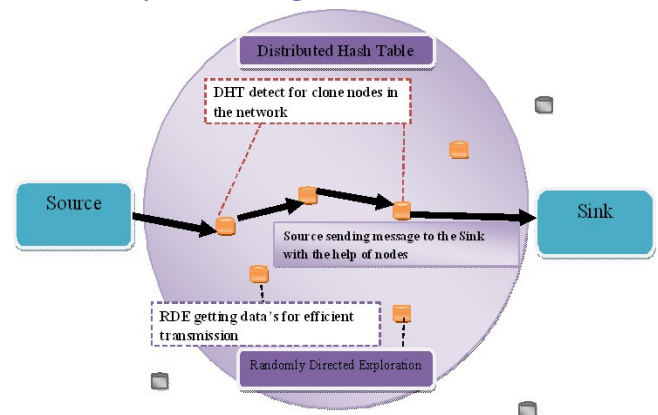 Distributed Hash Table
DHT detect for clone nodes in
the network
Source
Sink
Source sending message to the Sink
with the help of nodes
RDE getting data's for efficient
transmission
Randomly Directed Exploration